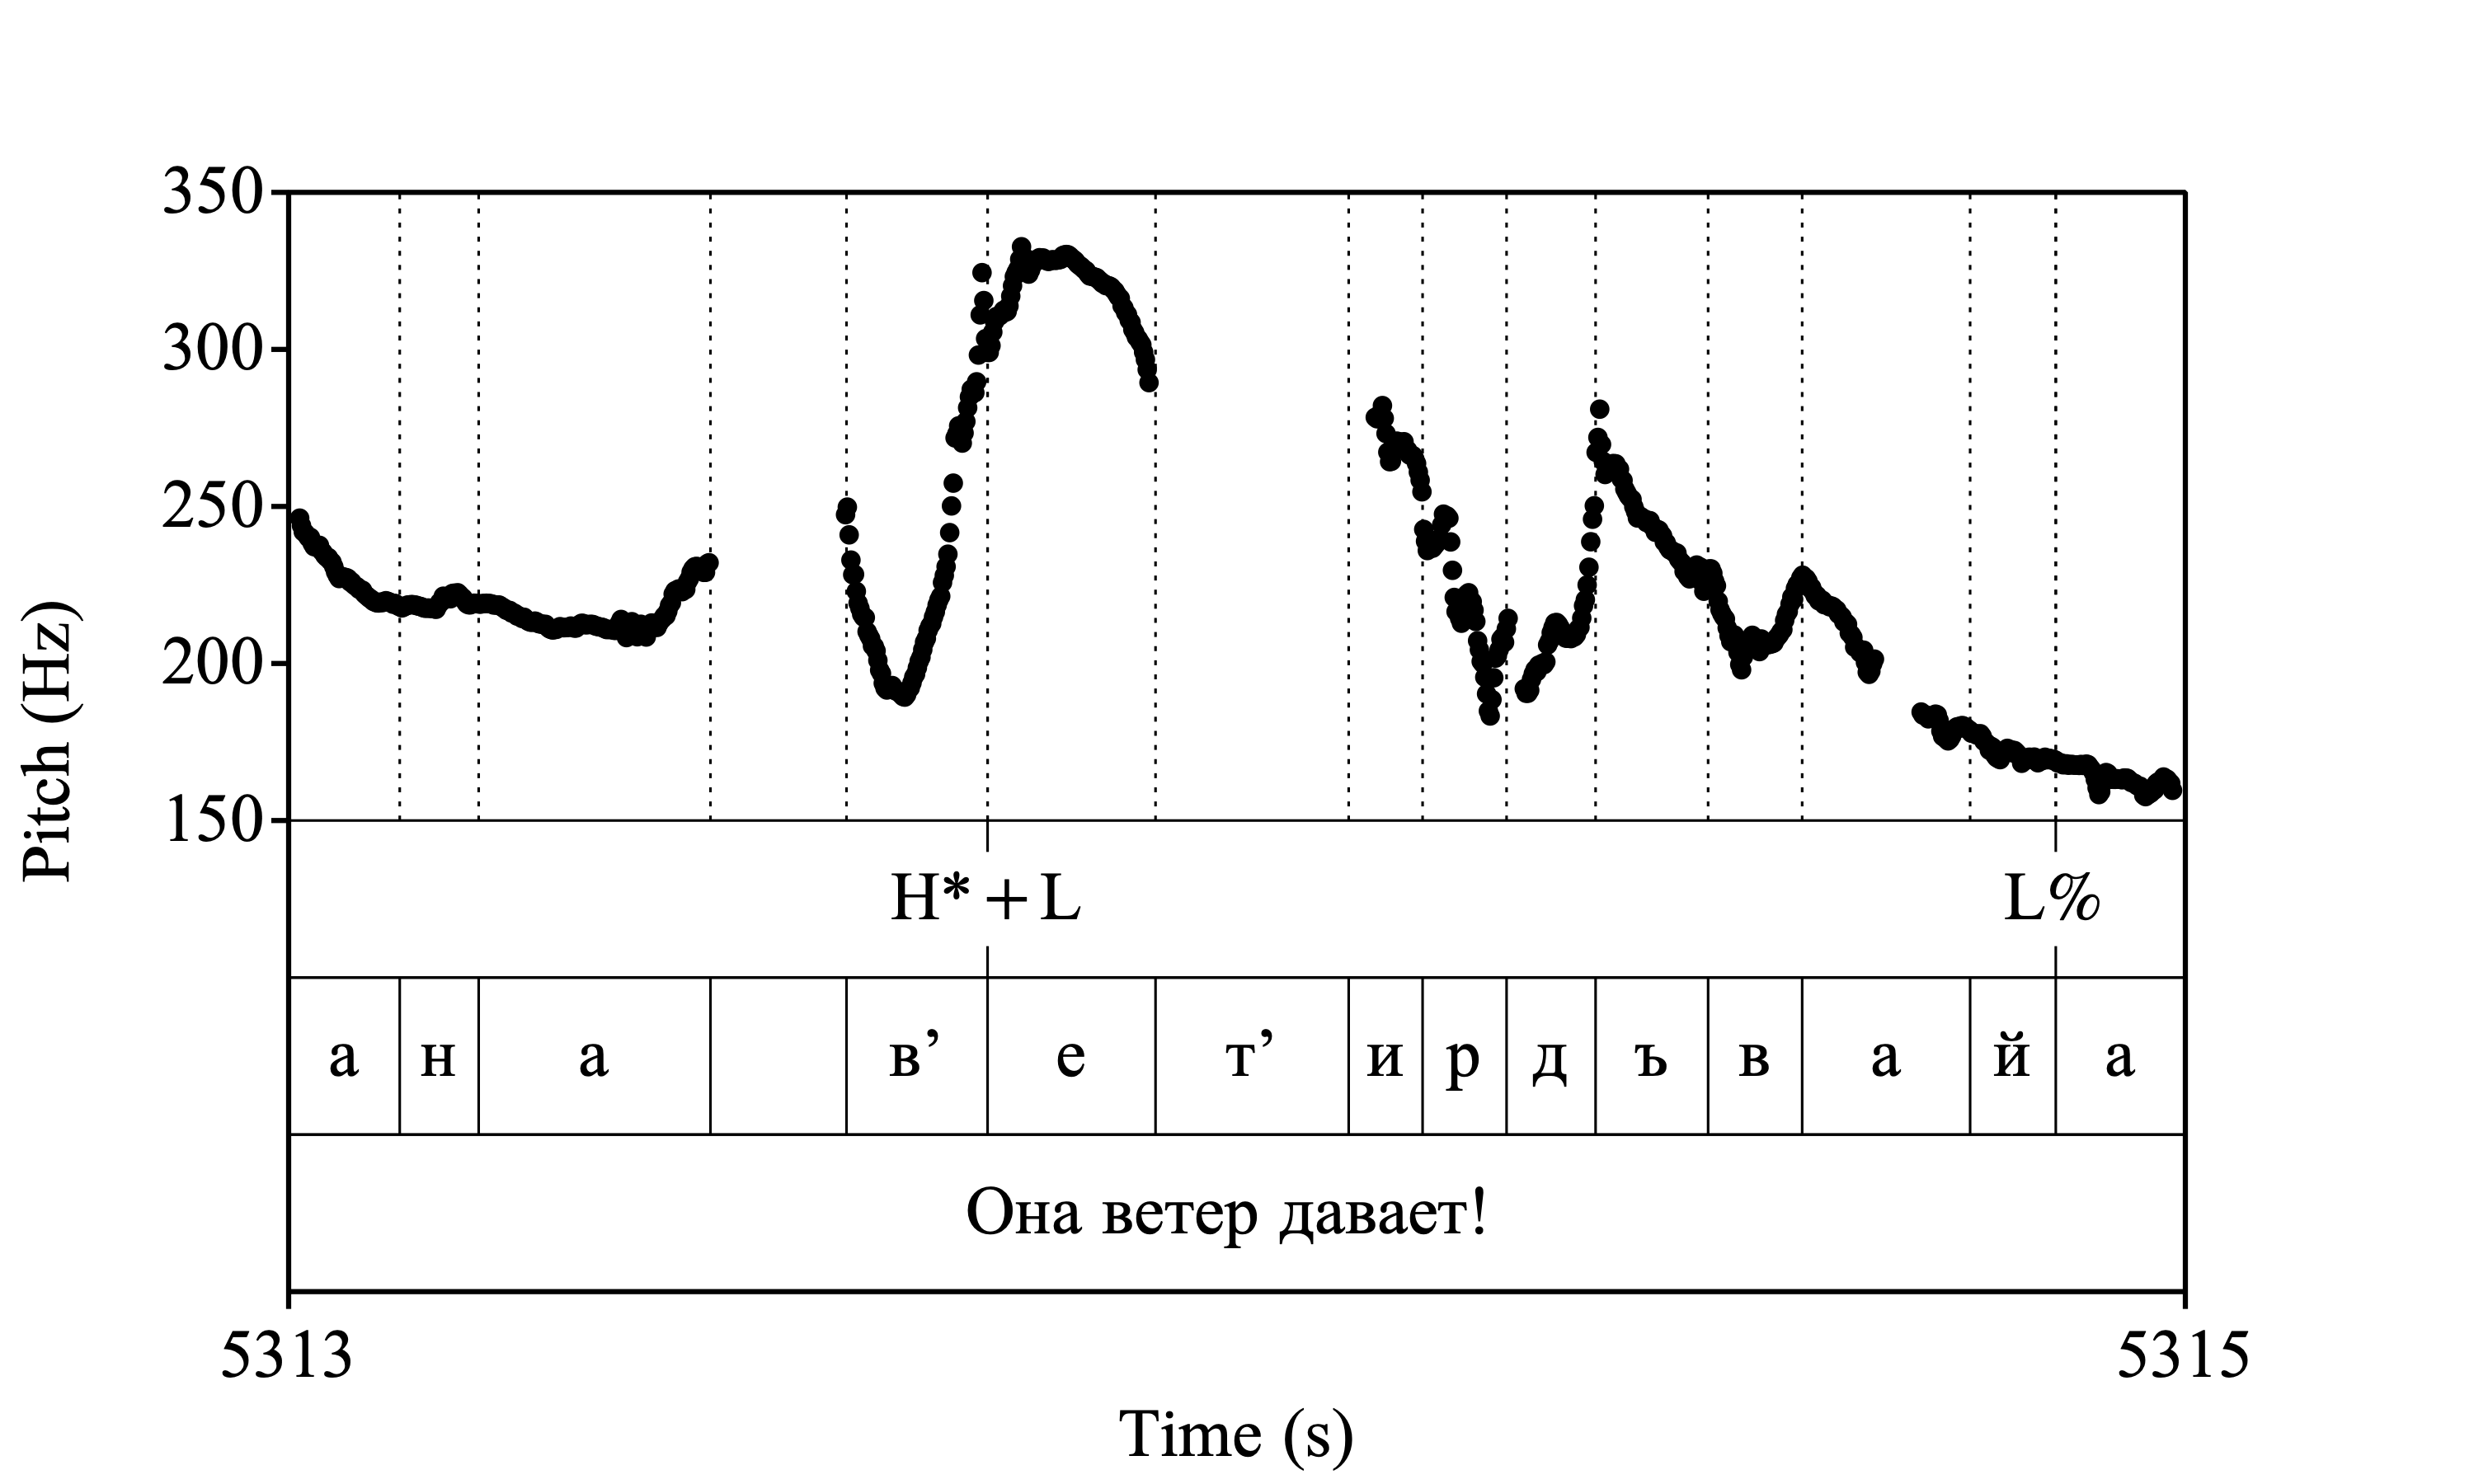 350
300
250
200
150
Pitch (Hz)
H* + L L%
а н а в’ е т’ и р д ъ в а й а
Она ветер давает!
5313 5315
Time (s)